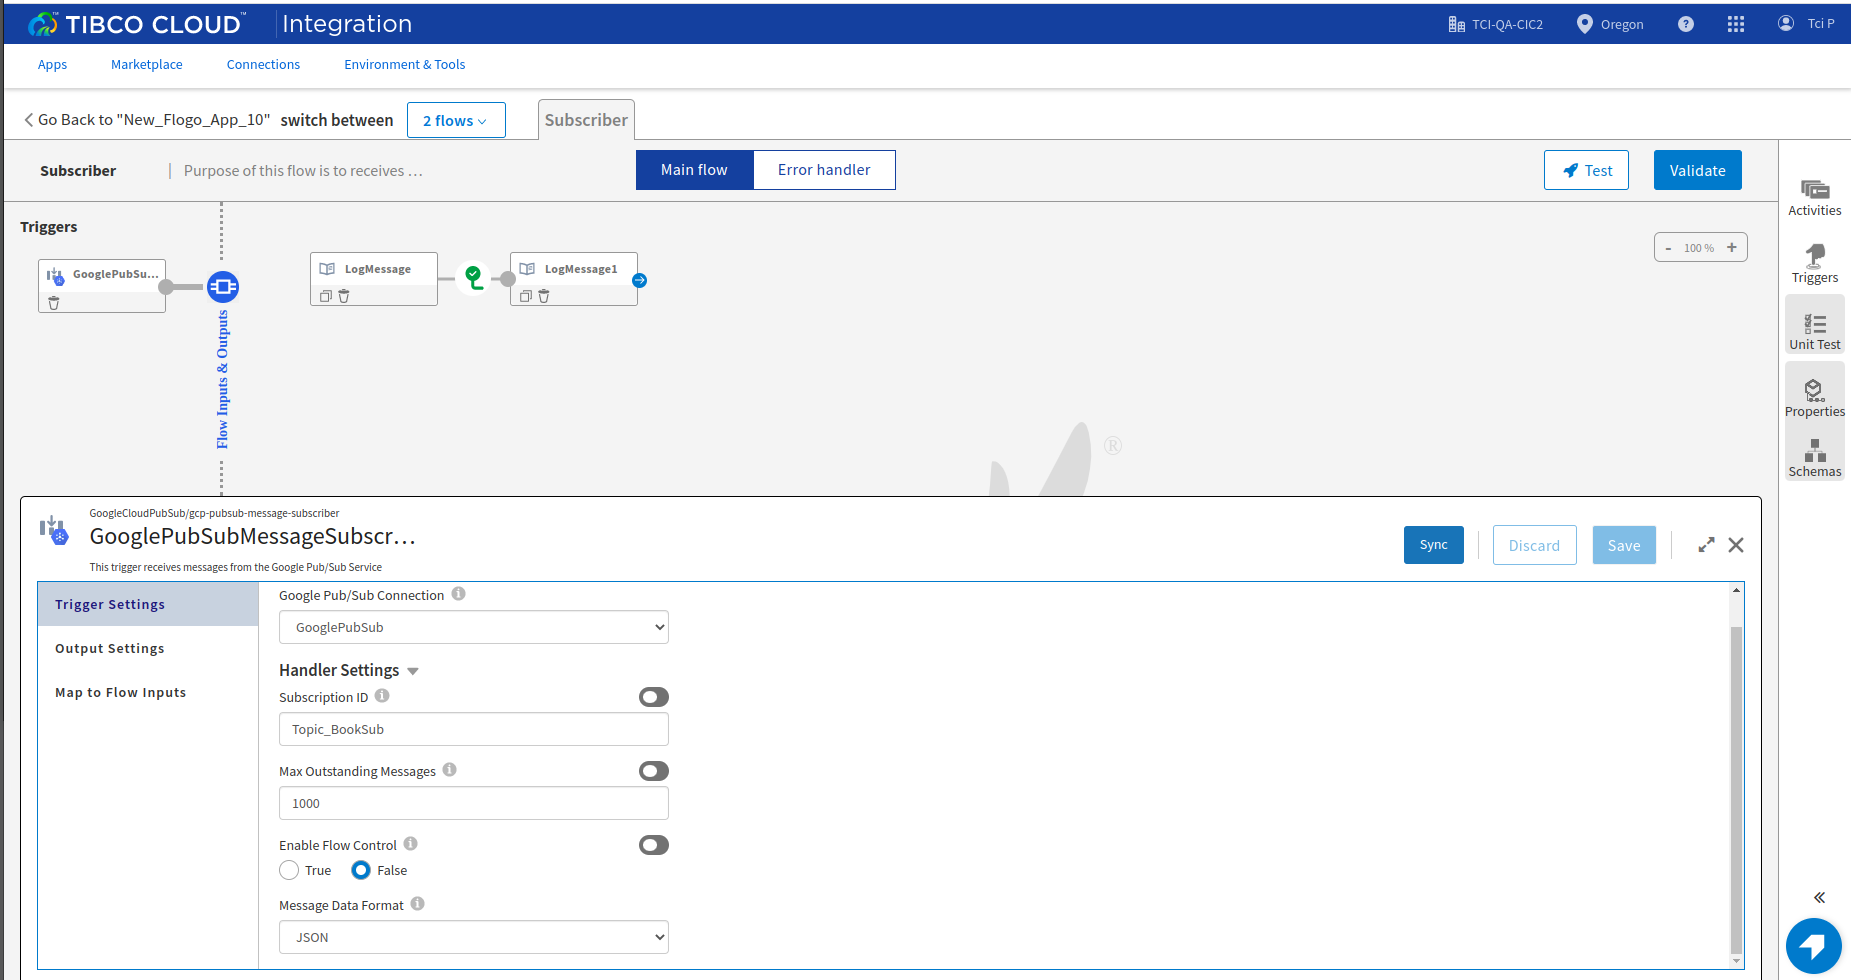 TIBCO CLOUD™ Integration
TCI-QA-CIC2 Oregon ? Tci P
Apps Marketplace Connections Environment & Tools
Go Back to "New_Flogo_App_10" switch between 2 flows Subscriber
Subscriber Purpose of this flow is to receives ... Main flow Error handler Test Validate
Triggers
- 100 % +
GooglePubSu...
LogMessage
LogMessage1
Flow Inputs & Outputs
®
Activities
Triggers
Unit Test
Properties
Schemas
GoogleCloudPubSub/gcp-pubsub-message-subscriber
GooglePubSubMessageSubscr...
This trigger receives messages from the Google Pub/Sub Service
Sync Discard Save
Trigger Settings
Output Settings
Map to Flow Inputs
Google Pub/Sub Connection i
GooglePubSub
Handler Settings
Subscription ID i
Topic_BookSub
Max Outstanding Messages i
1000
Enable Flow Control i
True False
Message Data Format i
JSON